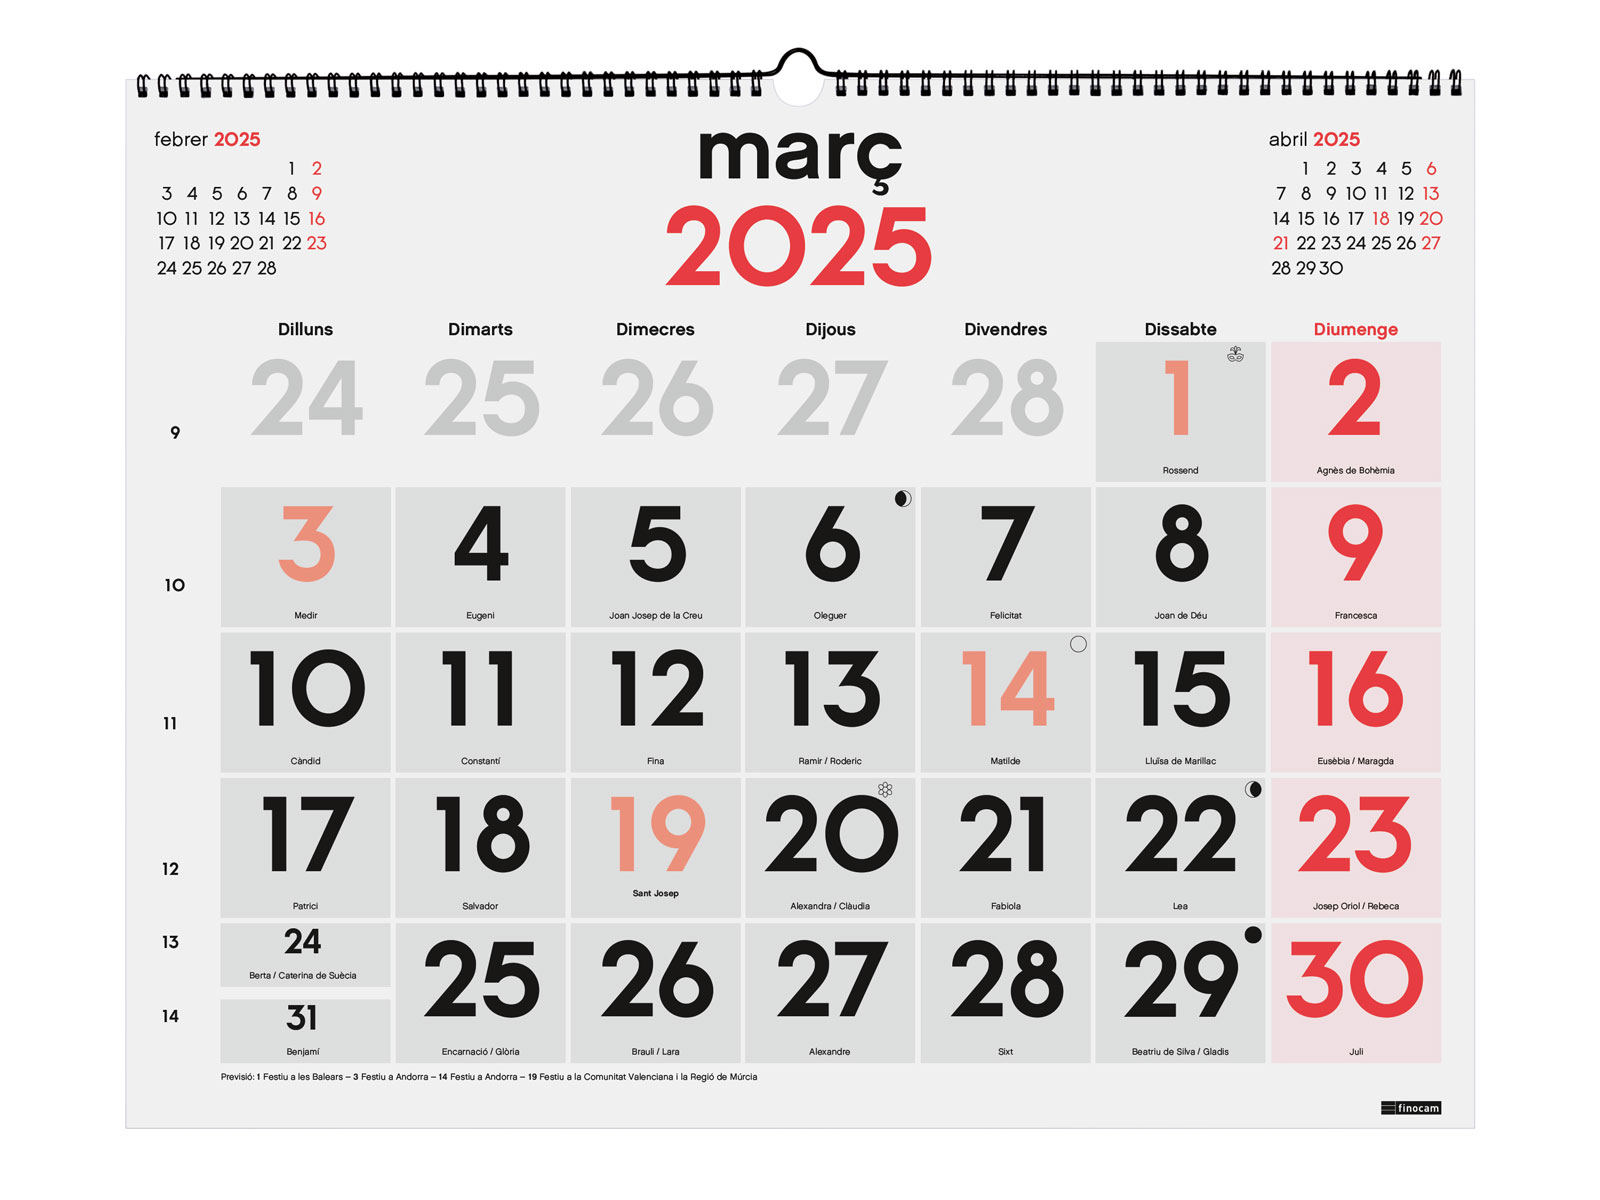 febrer 2025
1 2
3 4 5 6 7 8 9
10 11 12 13 14 15 16
17 18 19 20 21 22 23
24 25 26 27 28
març
2025
abril 2025
1 2 3 4 5 6
7 8 9 10 11 12 13
14 15 16 17 18 19 20
21 22 23 24 25 26 27
28 29 30
Dilluns Dimarts Dimecres Dijous Divendres Dissabte Diumenge
9 24 25 26 27 28 1 2
Rossend Agnès de Bohèmia
10 3 4 5 6 7 8 9
Medir Eugeni Joan Josep de la Creu Oleguer Felicitat Joan de Déu Francesca
11 10 11 12 13 14 15 16
Càndid Constantí Fina Ramir / Roderic Matilde Lluïsa de Marillac Eusèbia / Maragda
12 17 18 19 20 21 22 23
Sant Josep
Patrici Salvador Alexandra / Clàudia Fabiola Lea Josep Oriol / Rebeca
13 24 25 26 27 28 29 30
Berta / Caterina de Suècia
14 31
Benjamí Encarnació / Glòria Brauli / Lara Alexandre Sixt Beatriu de Silva / Gladis Juli
Previsió: 1 Festiu a les Balears – 3 Festiu a Andorra – 14 Festiu a Andorra – 19 Festiu a la Comunitat Valenciana i la Regió de Múrcia
finocam